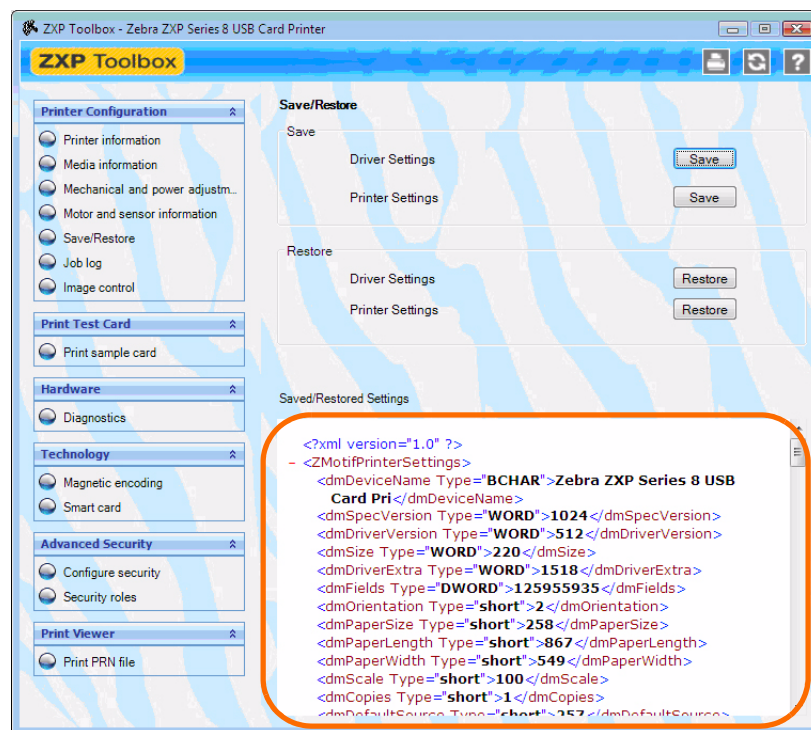 ZXP Toolbox - Zebra ZXP Series 8 USB Card Printer
ZXP Toolbox
Printer Configuration
Printer information
Media information
Mechanical and power adjustm...
Motor and sensor information
Save/Restore
Job log
Image control
Print Test Card
Print sample card
Hardware
Diagnostics
Technology
Magnetic encoding
Smart card
Advanced Security
Configure security
Security roles
Print Viewer
Print PRN file
Save/Restore
Save
Driver Settings Save
Printer Settings Save
Restore
Driver Settings Restore
Printer Settings Restore
Saved/Restored Settings
<?xml version="1.0" ?>
- <ZMotifPrinterSettings>
<dmDeviceName Type="BCHAR">Zebra ZXP Series 8 USB
Card Pri</dmDeviceName>
<dmSpecVersion Type="WORD">1024</dmSpecVersion>
<dmDriverVersion Type="WORD">512</dmDriverVersion>
<dmSize Type="WORD">220</dmSize>
<dmDriverExtra Type="WORD">1518</dmDriverExtra>
<dmFields Type="DWORD">125955935</dmFields>
<dmOrientation Type="short">2</dmOrientation>
<dmPaperSize Type="short">258</dmPaperSize>
<dmPaperLength Type="short">867</dmPaperLength>
<dmPaperWidth Type="short">549</dmPaperWidth>
<dmScale Type="short">100</dmScale>
<dmCopies Type="short">1</dmCopies>
<dmDefaultSource Type="short">257</dmDefaultSource>